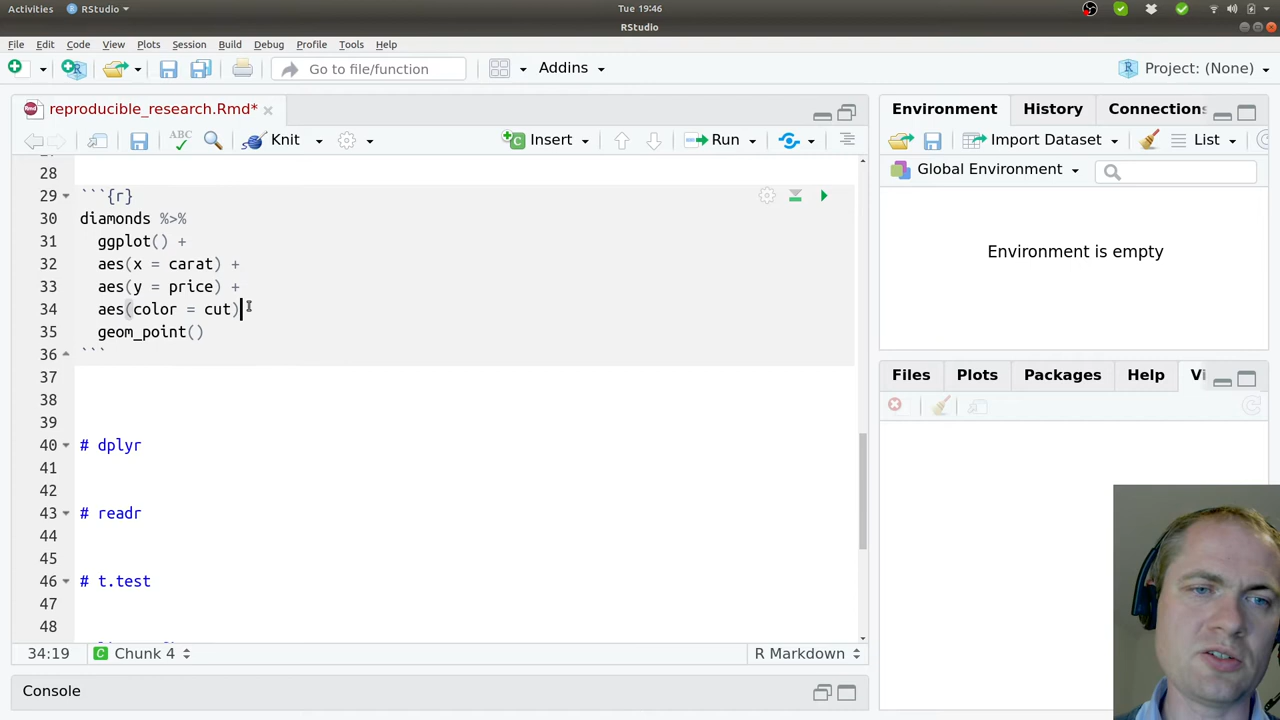 Activities RStudio Tue 19:46
RStudio
File Edit Code View Plots Session Build Debug Profile Tools Help
Go to file/function Addins Project: (None)
reproducible_research.Rmd*
ABC Knit Insert Run
28
29 ```{r}
30 diamonds %>%
31 ggplot() +
32 aes(x = carat) +
33 aes(y = price) +
34 aes(color = cut)
35 geom_point()
36 ```
37
38
39
40 # dplyr
41
42
43 # readr
44
45
46 # t.test
47
48
34:19 Chunk 4 R Markdown
Console
Environment History Connections
Import Dataset List
Global Environment
Environment is empty
Files Plots Packages Help Vi